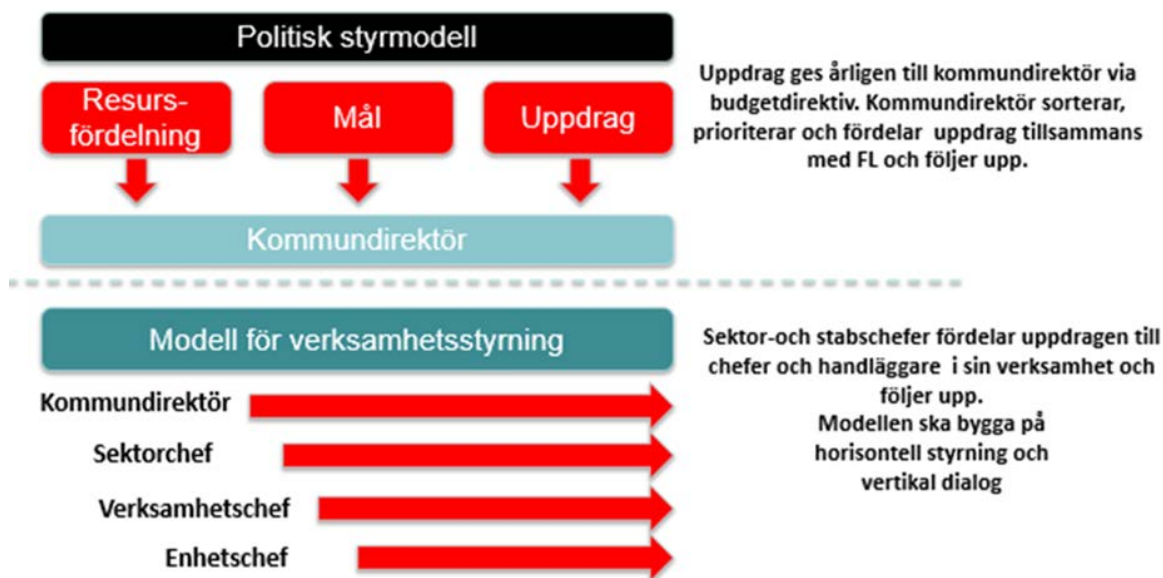 Politisk styrmodell
Resurs-
fördelning
Mål
Uppdrag
Kommundirektör
Uppdrag ges årligen till kommundirektör via
budgetdirektiv. Kommundirektör sorterar,
prioriterar och fördelar uppdrag tillsammans
med FL och följer upp.
Modell för verksamhetsstyrning
Kommundirektör
Sektorchef
Verksamhetschef
Enhetschef
Sektor-och stabschefer fördelar uppdragen till
chefer och handläggare i sin verksamhet och
följer upp.
Modellen ska bygga på
horisontell styrning och
vertikal dialog